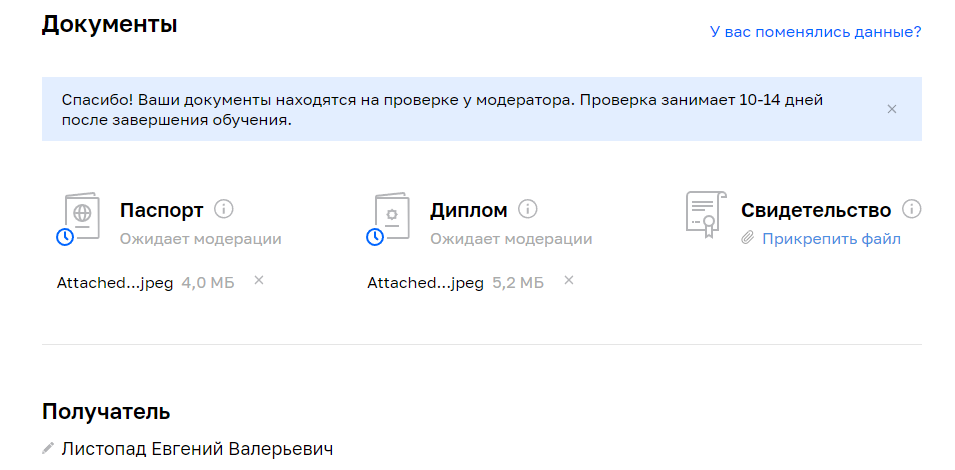 Документы
У вас поменялись данные?
Спасибо! Ваши документы находятся на проверке у модератора. Проверка занимает 10-14 дней
после завершения обучения.
Паспорт
Ожидает модерации
Attached...jpeg 4,0 МБ
Диплом
Ожидает модерации
Attached...jpeg 5,2 МБ
Свидетельство
Прикрепить файл
Получатель
Листопад Евгений Валерьевич